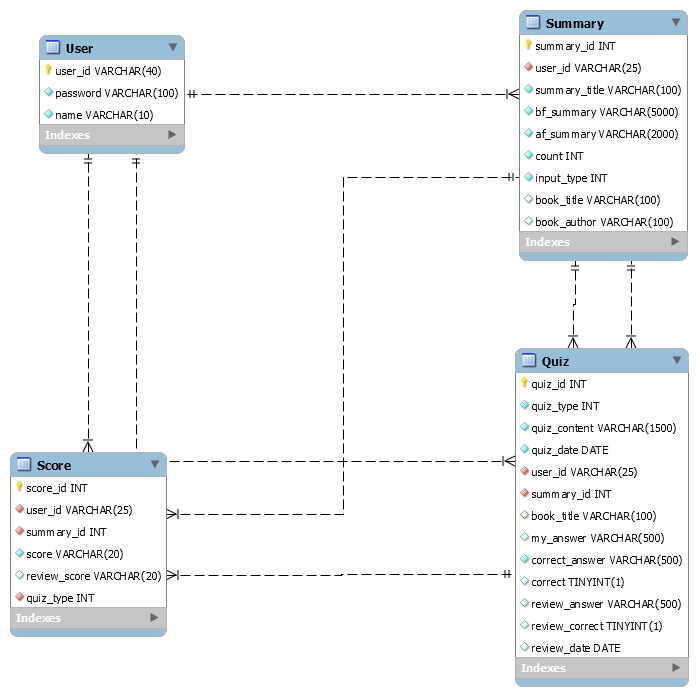 User
user_id VARCHAR(40)
password VARCHAR(100)
name VARCHAR(10)
Indexes
Summary
summary_id INT
user_id VARCHAR(25)
summary_title VARCHAR(100)
bf_summary VARCHAR(5000)
af_summary VARCHAR(2000)
count INT
input_type INT
book_title VARCHAR(100)
book_author VARCHAR(100)
Indexes
Score
score_id INT
user_id VARCHAR(25)
summary_id INT
score VARCHAR(20)
review_score VARCHAR(20)
quiz_type INT
Indexes
Quiz
quiz_id INT
quiz_type INT
quiz_content VARCHAR(1500)
quiz_date DATE
user_id VARCHAR(25)
summary_id INT
book_title VARCHAR(100)
my_answer VARCHAR(500)
correct_answer VARCHAR(500)
correct TINYINT(1)
review_answer VARCHAR(500)
review_correct TINYINT(1)
review_date DATE
Indexes